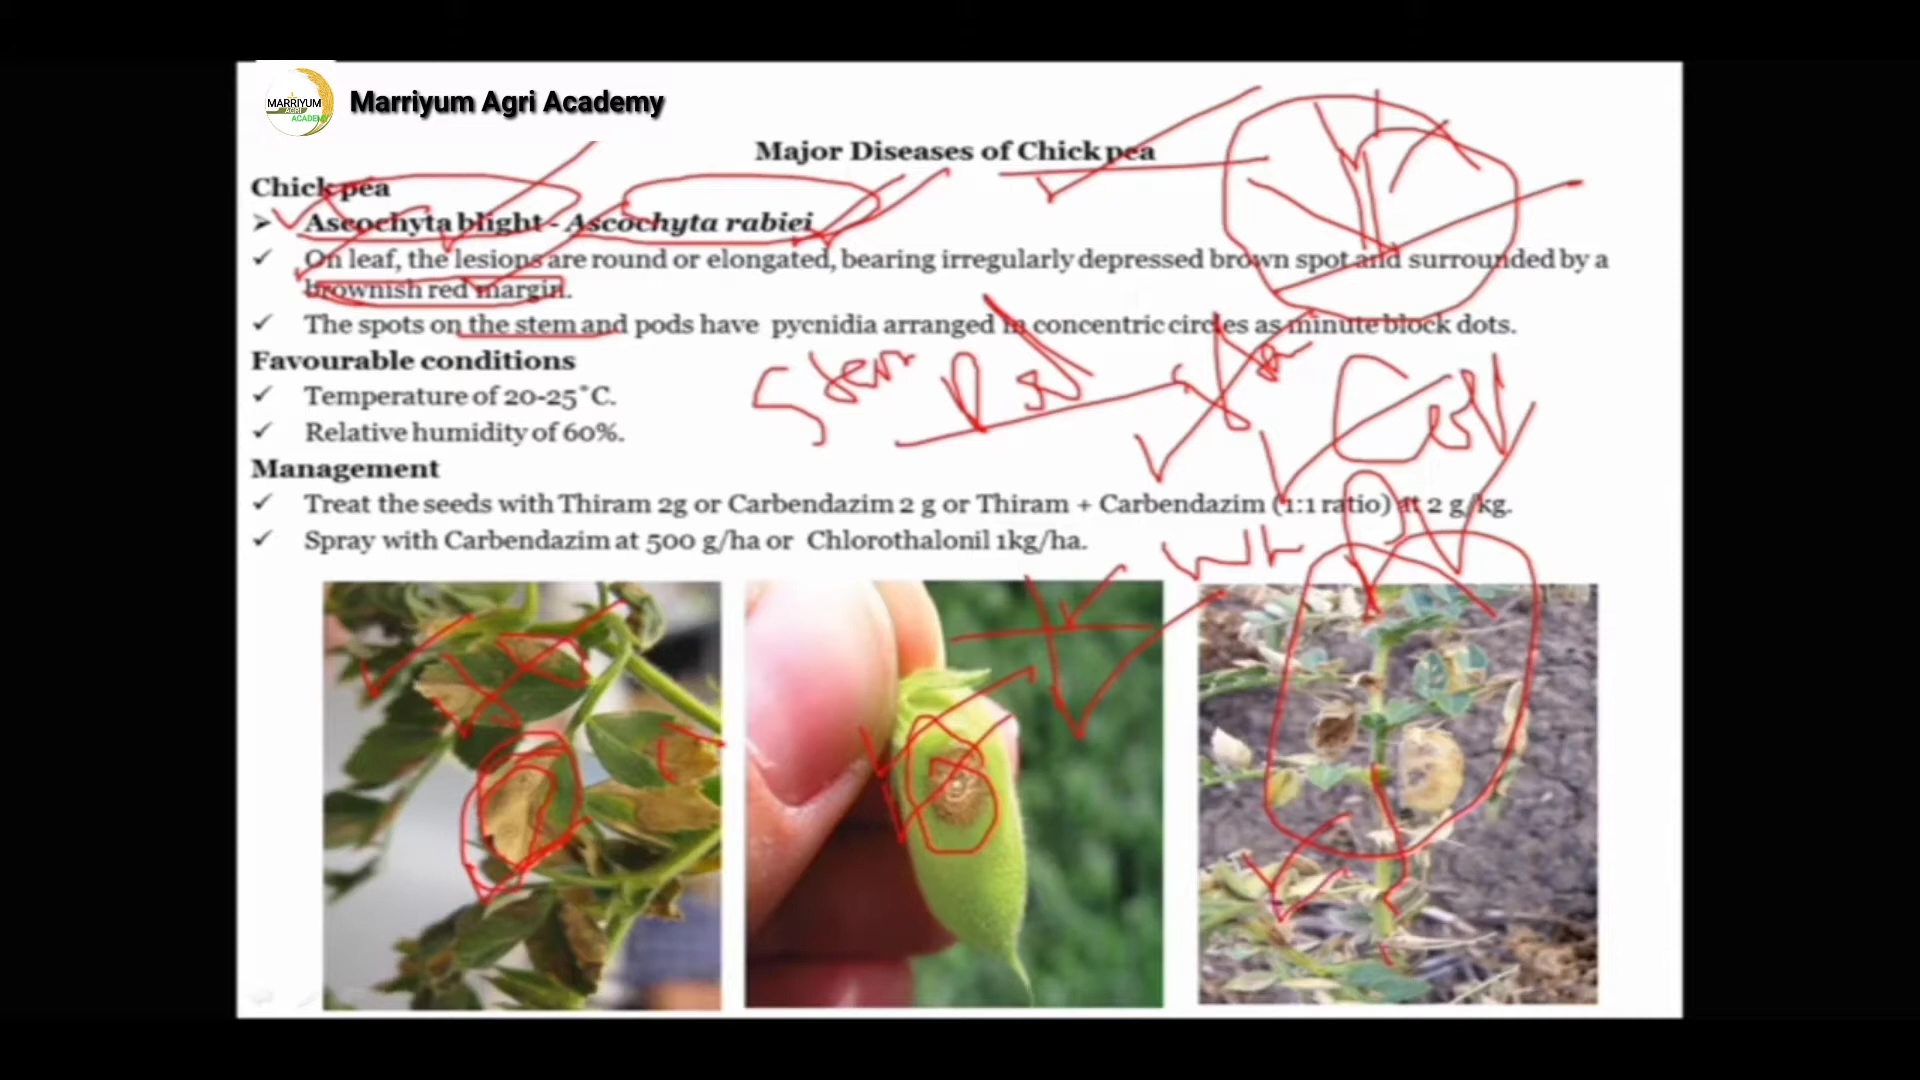 MARRIYUM
AGRI
ACADEMY
Marriyum Agri Academy
Major Diseases of Chick pea
Chick pea
➢ Ascochyta blight - Ascochyta rabiei
✓ On leaf, the lesions are round or elongated, bearing irregularly depressed brown spot and surrounded by a
brownish red margin.
✓ The spots on the stem and pods have pycnidia arranged in concentric circles as minute block dots.
Favourable conditions
✓ Temperature of 20-25˚C.
✓ Relative humidity of 60%.
Management
✓ Treat the seeds with Thiram 2g or Carbendazim 2 g or Thiram + Carbendazim (1:1 ratio) at 2 g/kg.
✓ Spray with Carbendazim at 500 g/ha or Chlorothalonil 1kg/ha.
Stem